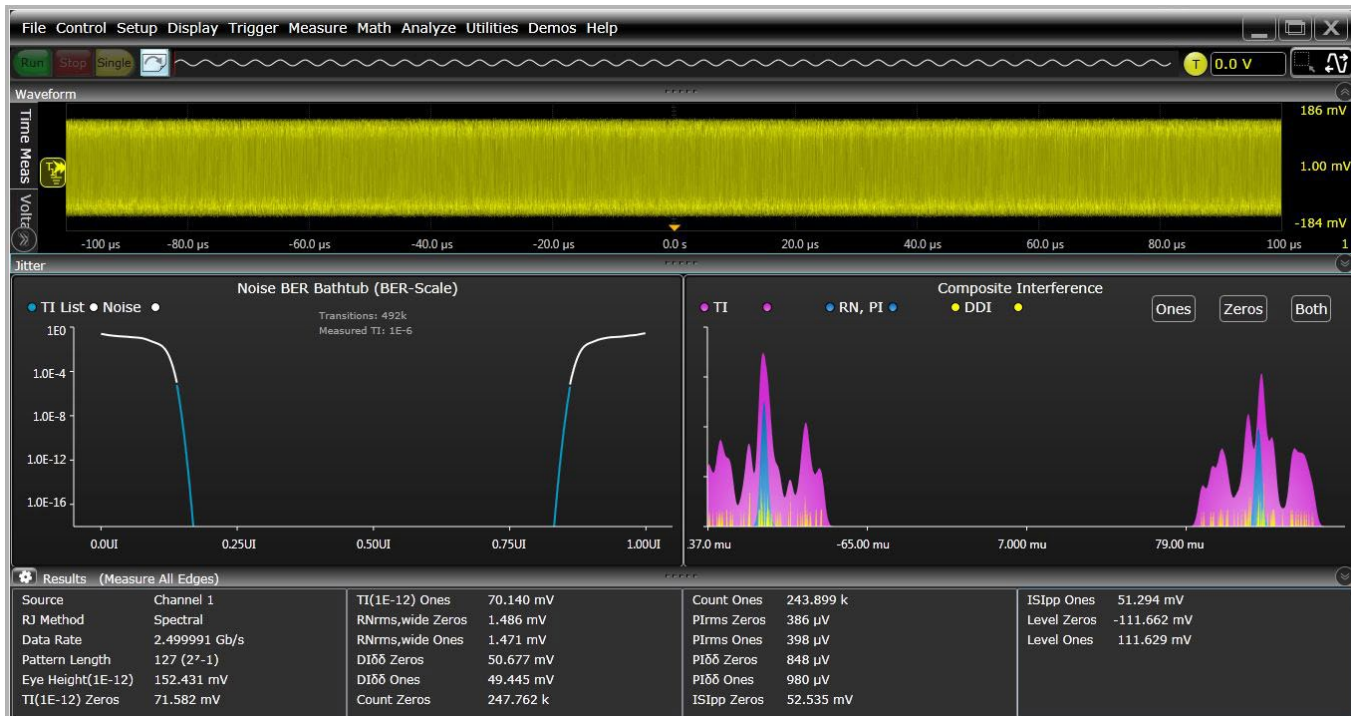 File Control Setup Display Trigger Measure Math Analyze Utilities Demos Help
Run Stop Single T 0.0 V
Waveform
Time Meas
Volta
186 mV
1.00 mV
-184 mV
-100 µs -80.0 µs -60.0 µs -40.0 µs -20.0 µs 0.0 s 20.0 µs 40.0 µs 60.0 µs 80.0 µs 100 µs 1
Jitter
Noise BER Bathtub (BER-Scale)
TI List Noise
Transitions: 492k
Measured TI: 1E-6
1E0
1.0E-4
1.0E-8
1.0E-12
1.0E-16
0.0UI 0.25UI 0.50UI 0.75UI 1.00UI
Composite Interference
TI RN, PI DDI Ones Zeros Both
.37.0 mu -65.00 mu 7.000 mu 79.00 mu
Results (Measure All Edges)
Source Channel 1
RJ Method Spectral
Data Rate 2.499991 Gb/s
Pattern Length 127 (2⁷-1)
Eye Height(1E-12) 152.431 mV
TI(1E-12) Zeros 71.582 mV
TI(1E-12) Ones 70.140 mV
RNrms,wide Zeros 1.486 mV
RNrms,wide Ones 1.471 mV
DIδδ Zeros 50.677 mV
DIδδ Ones 49.445 mV
Count Zeros 247.762 k
Count Ones 243.899 k
PIrms Zeros 386 µV
PIrms Ones 398 µV
PIδδ Zeros 848 µV
PIδδ Ones 980 µV
ISIpp Zeros 52.535 mV
ISIpp Ones 51.294 mV
Level Zeros -111.662 mV
Level Ones 111.629 mV